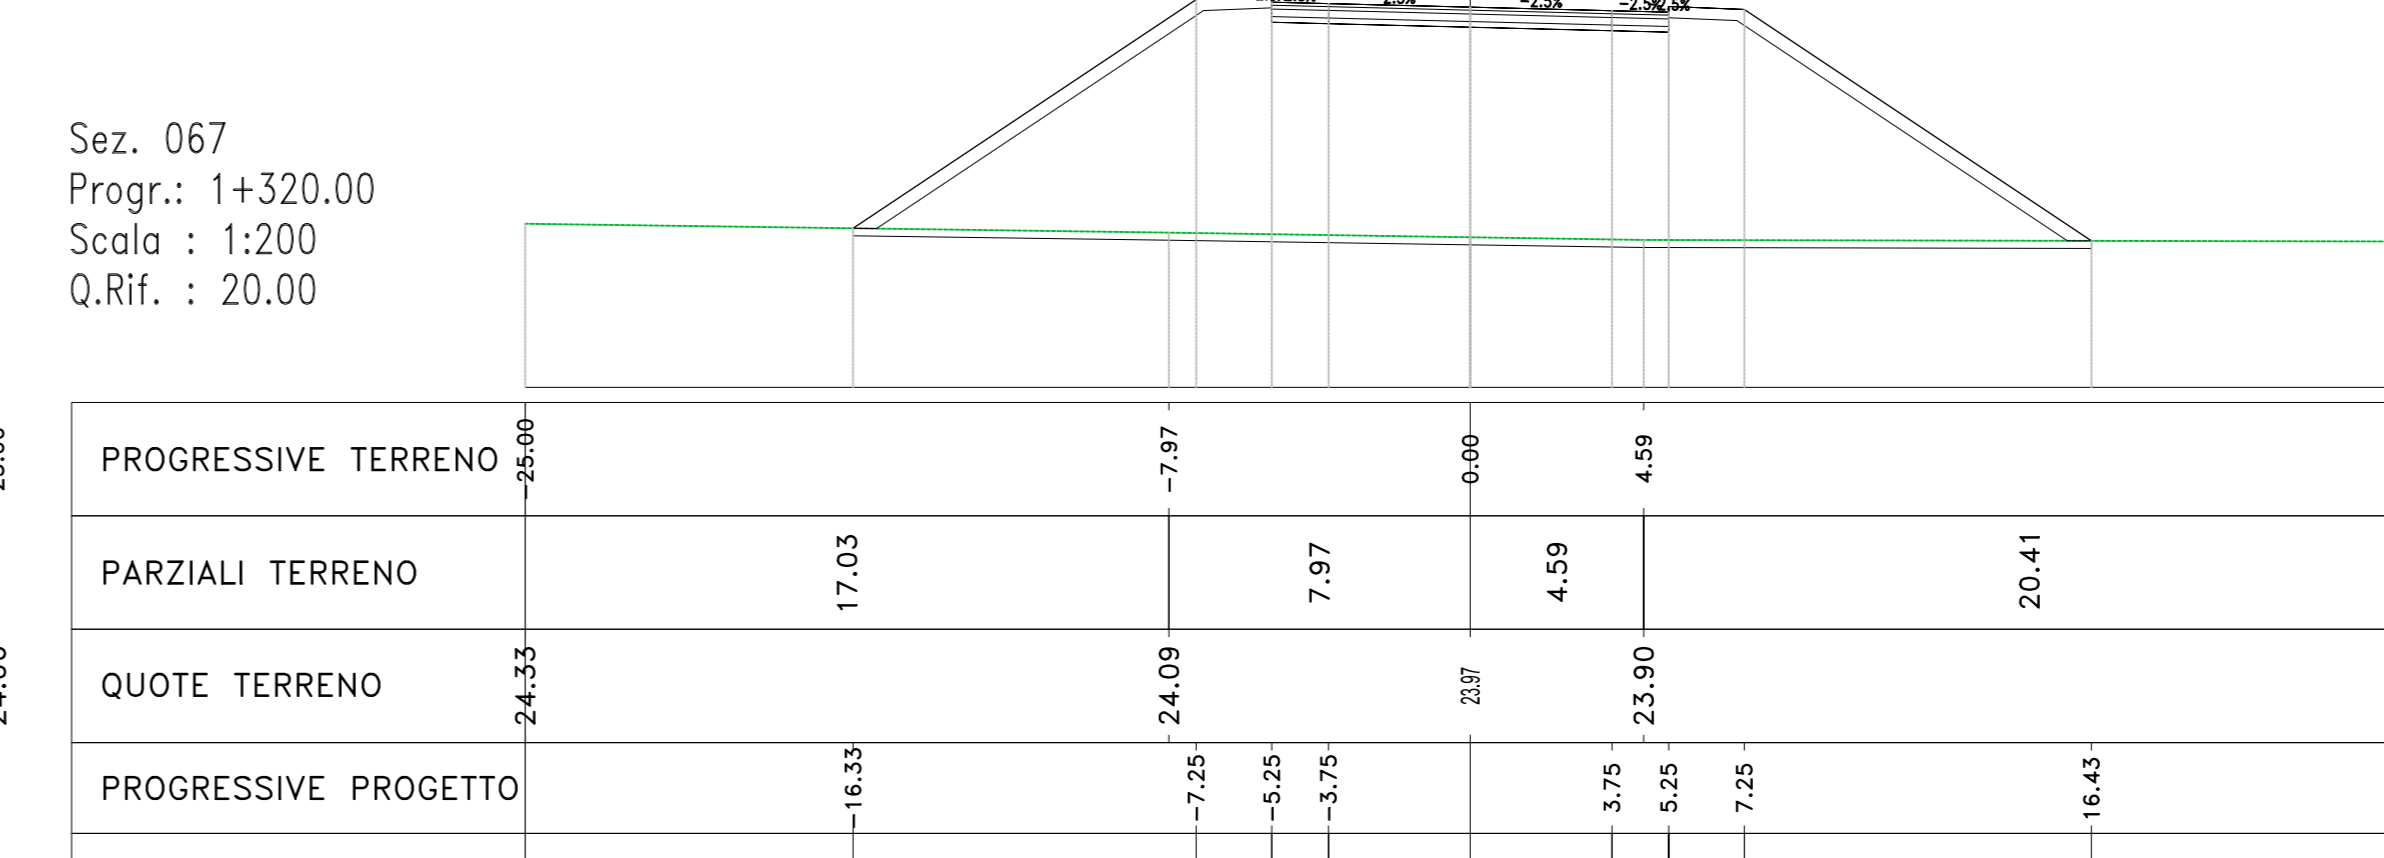 -2.5%
-2.5%
Sez. 067
Progr.: 1+320.00
Scala : 1:200
Q.Rif. : 20.00
PROGRESSIVE TERRENO -25.00 -7.97 0.00 4.59
PARZIALI TERRENO 17.03 7.97 4.59 20.41
QUOTE TERRENO 24.33 24.09 23.97 23.90
PROGRESSIVE PROGETTO -16.33 -7.25 -5.25 -3.75 3.75 5.25 7.25 16.43